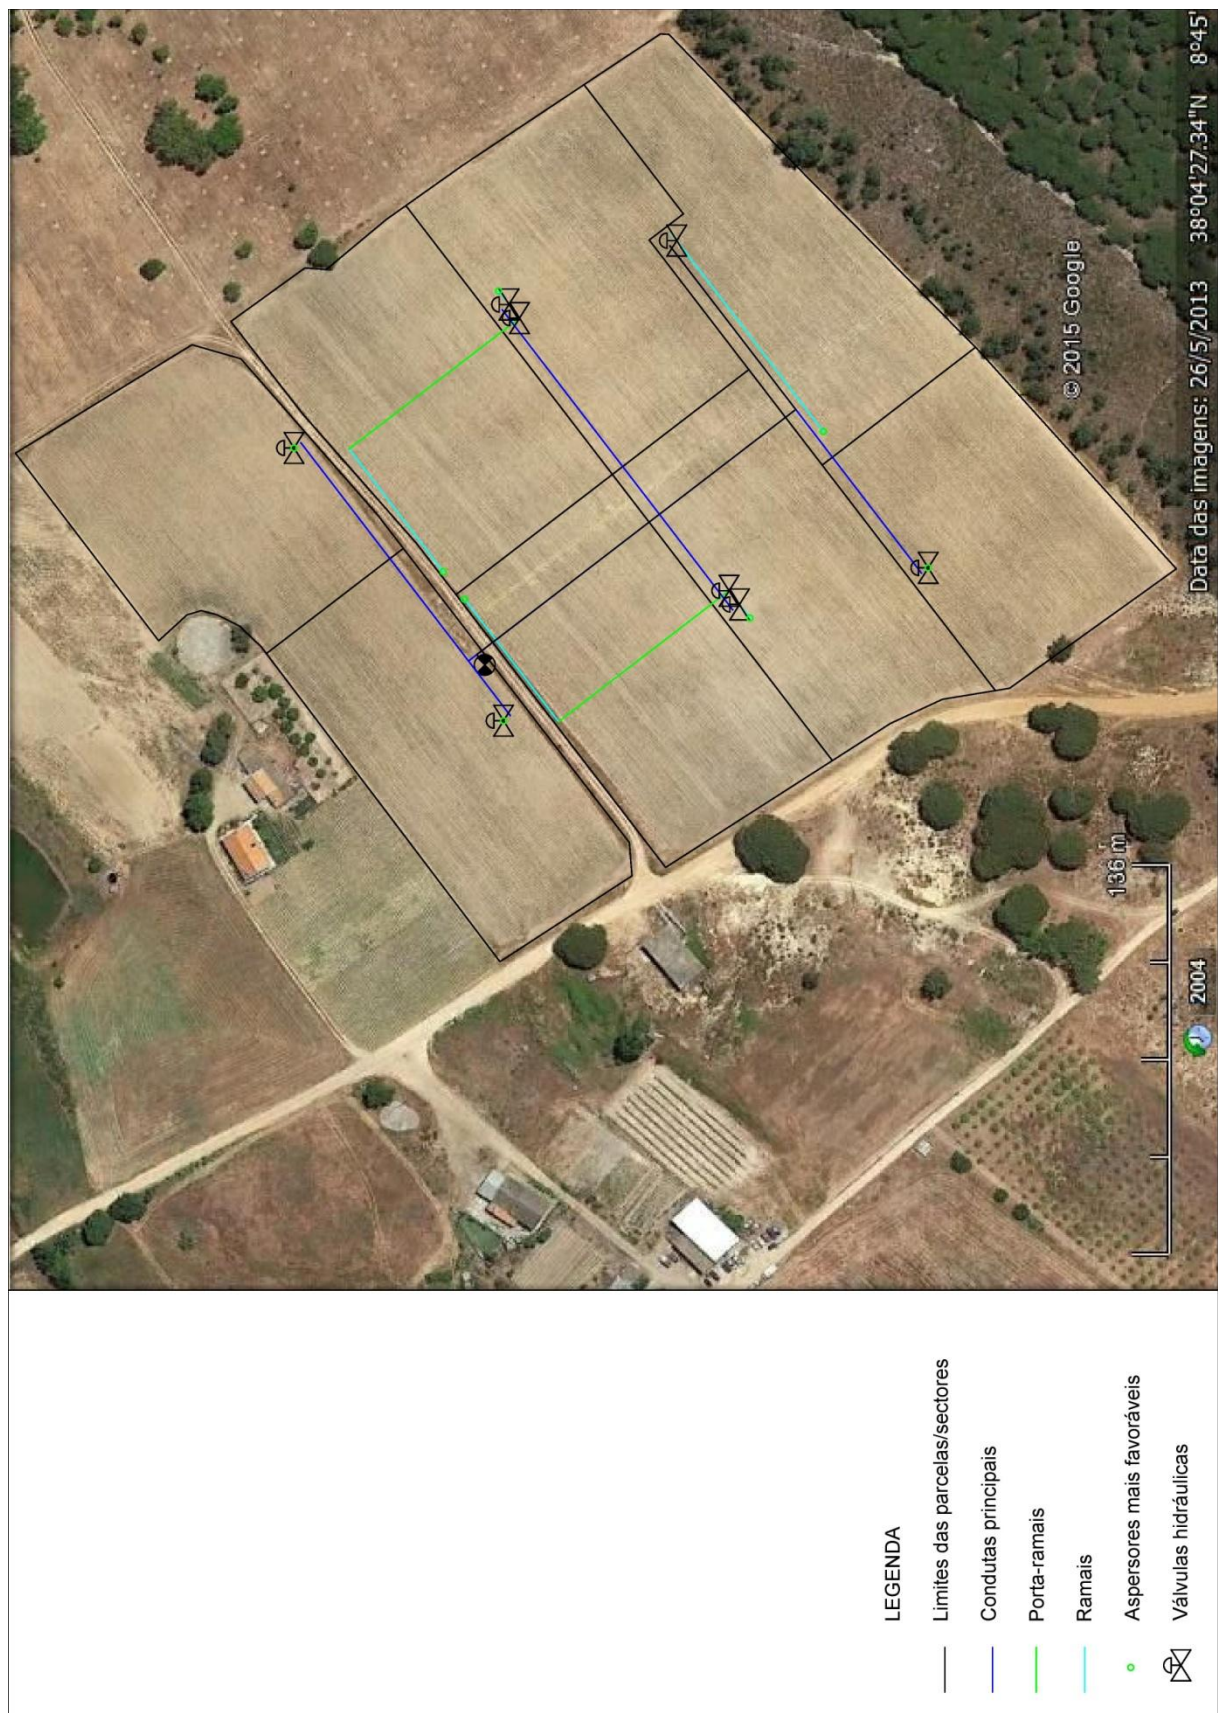 LEGENDA
Limites das parcelas/sectores
Condutas principais
Porta-ramais
Ramais
Aspersores mais favoráveis
Válvulas hidráulicas
© 2015 Google
136 m
2004
Data das imagens: 26/5/2013 38°04'27.34"N 8°45'